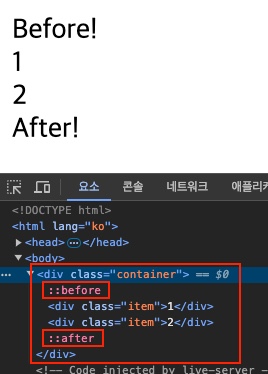 Before!
1
2
After!
요소
콘솔
네트워크
애플리케
<!DOCTYPE html>
<html lang="ko">
▶<head>⋯</head>
▼<body>
⋯ ▼<div class="container"> == $0
::before
<div class="item">1</div>
<div class="item">2</div>
::after
</div>
<!-- Code injected by live-server -